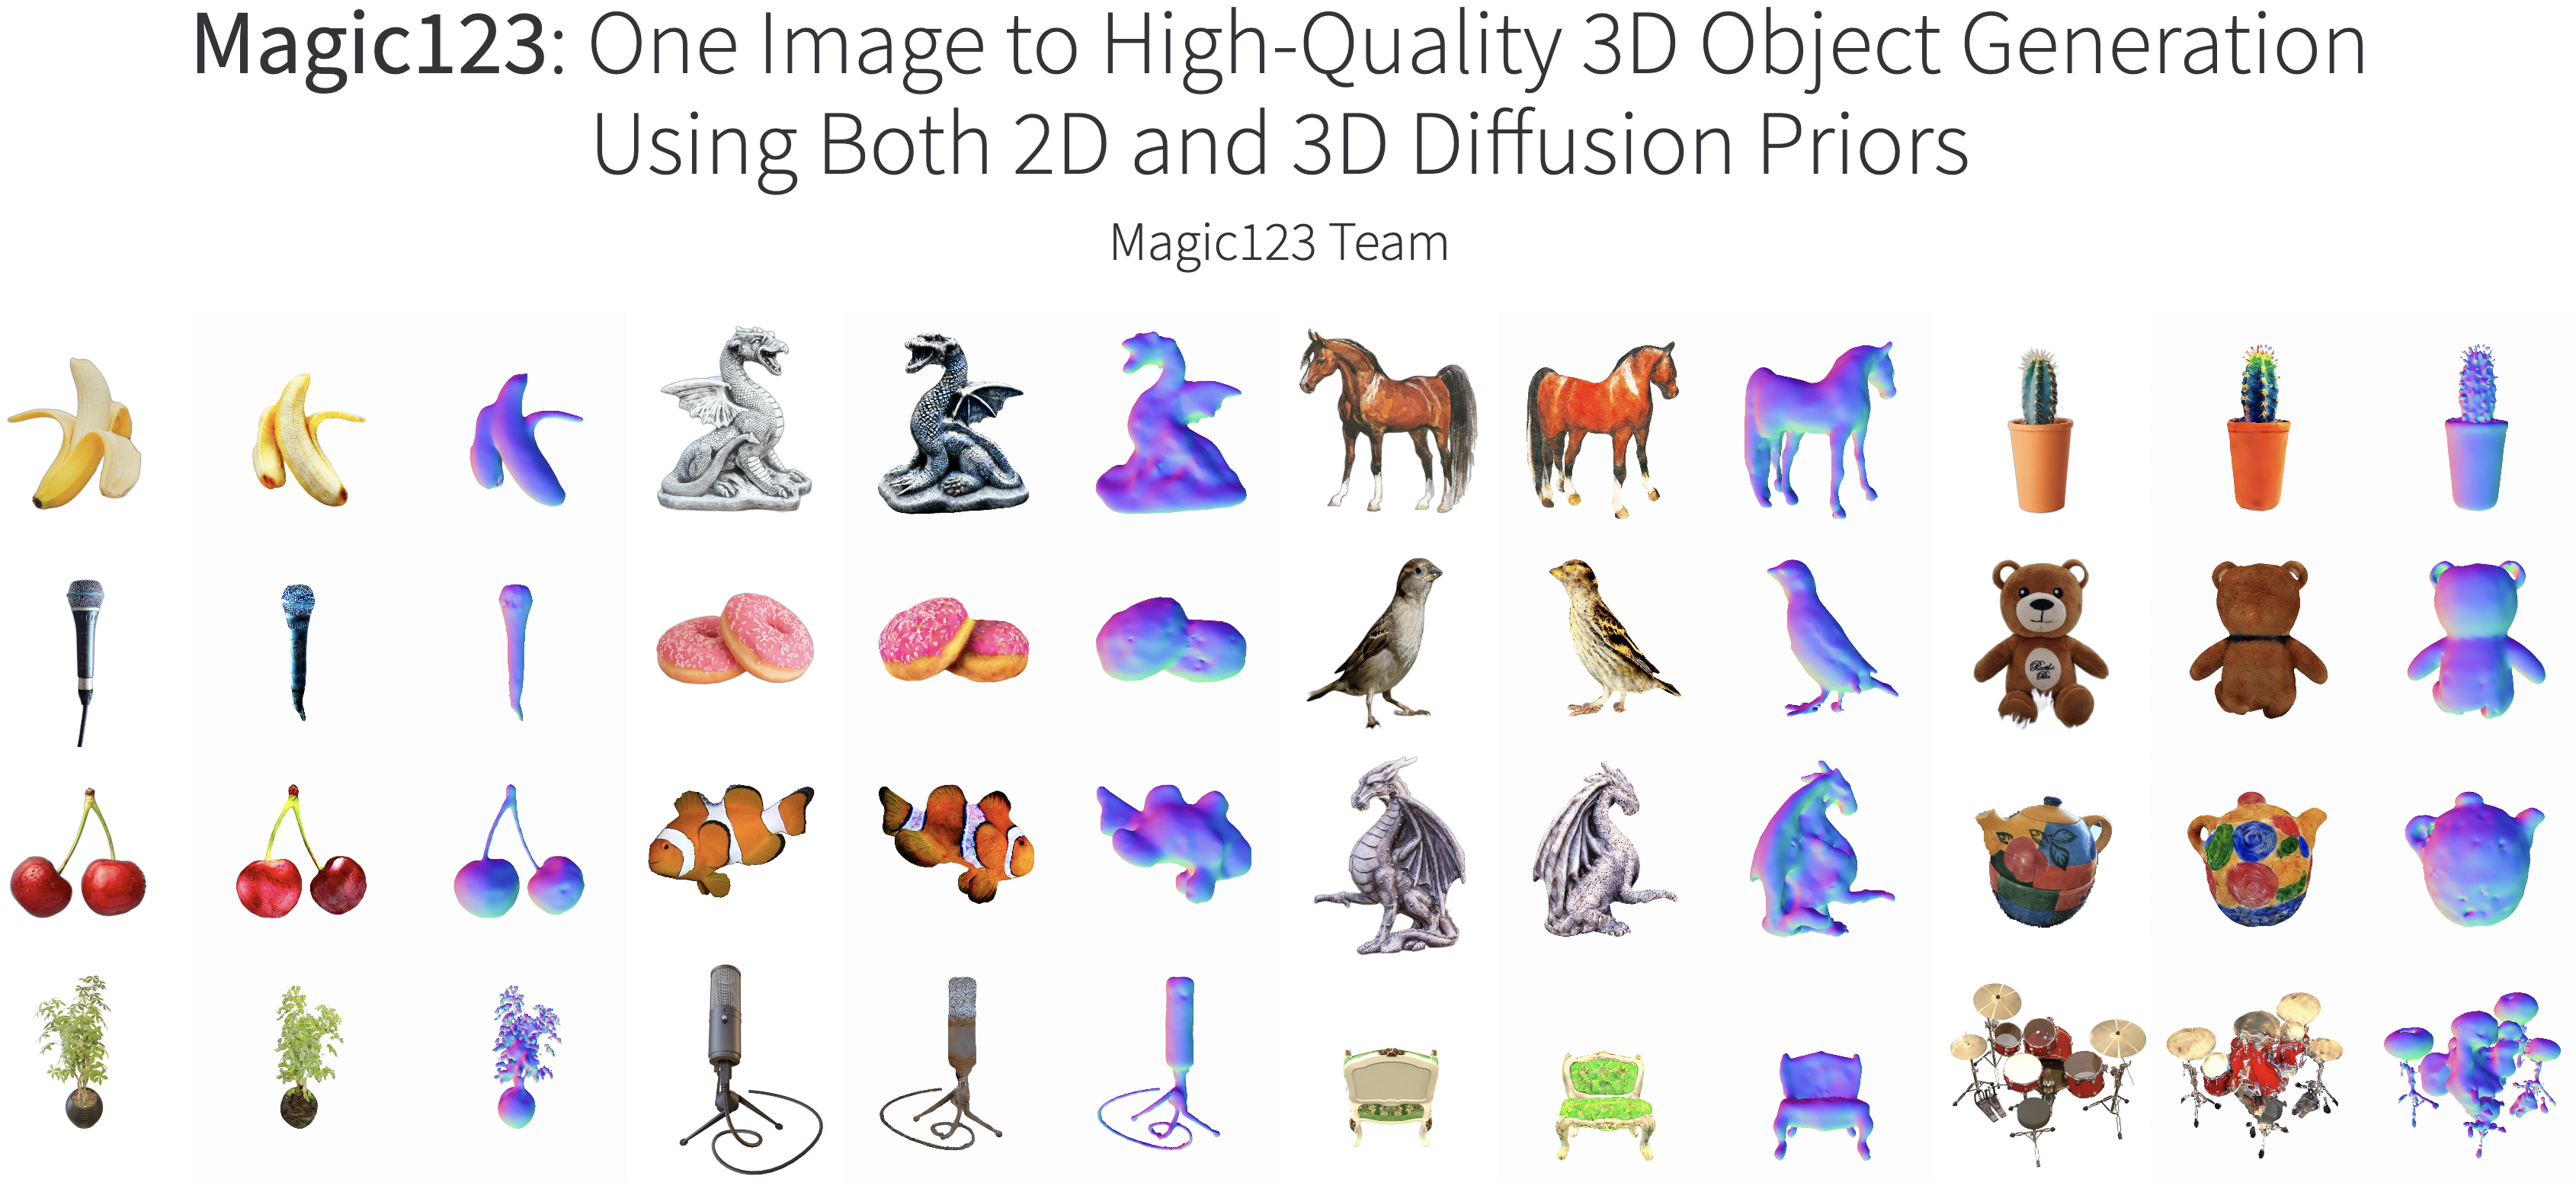 Magic123: One Image to High-Quality 3D Object Generation
Using Both 2D and 3D Diffusion Priors
Magic123 Team